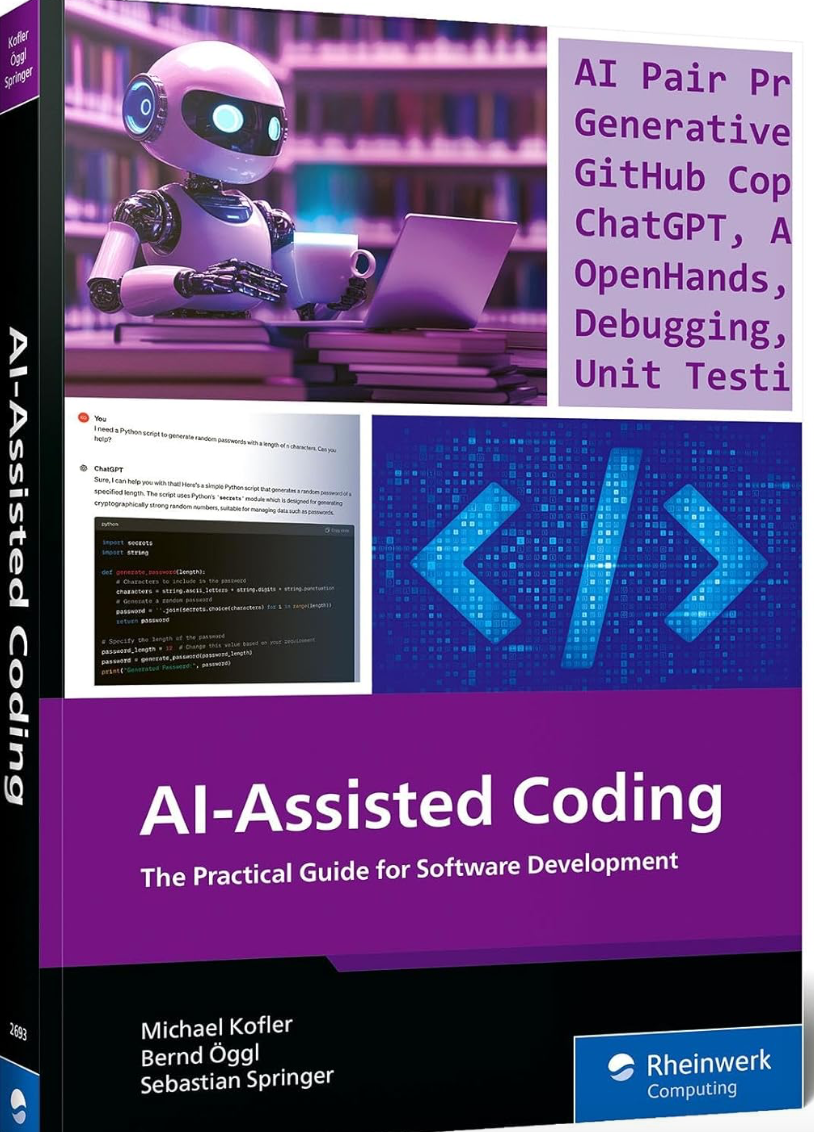 Kofler
Öggl
Springer
AI-Assisted Coding
2693
AI Pair Pr
Generative
GitHub Cop
ChatGPT, A
OpenHands,
Debugging,
Unit Testi
You
I need a Python script to generate random passwords with a length of n characters. Can you
help?
ChatGPT
Sure, I can help you with that! Here's a simple Python script that generates a random password of a
specified length. The script uses Python's `secrets` module which is designed for generating
cryptographically strong random numbers, suitable for managing data such as passwords.
python
Copy code
import secrets
import string
def generate_password(length):
# Characters to include in the password
characters = string.ascii_letters + string.digits + string.punctuation
# Generate a random password
password = ''.join(secrets.choice(characters) for i in range(length))
return password
# Specify the length of the password
password_length = 12 # Change this value based on your requirement
password = generate_password(password_length)
print("Generated Password:", password)
</>
AI-Assisted Coding
The Practical Guide for Software Development
Michael Kofler
Bernd Öggl
Sebastian Springer
Rheinwerk
Computing